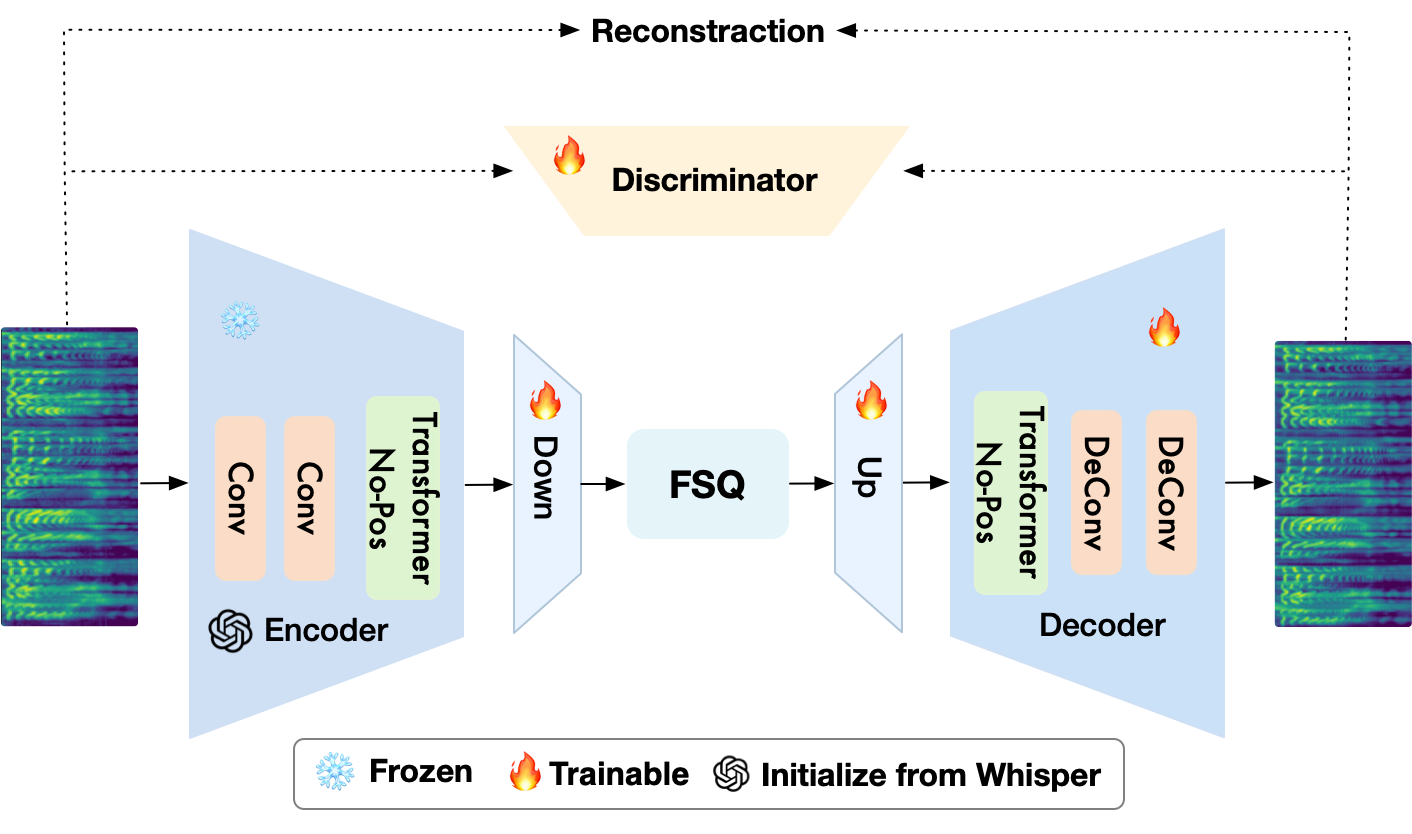 Reconstraction
Discriminator
Conv
Conv
Transformer
No-Pos
Encoder
Down
FSQ
Up
Transformer
No-Pos
DeConv
DeConv
Decoder
Frozen
Trainable
Initialize from Whisper